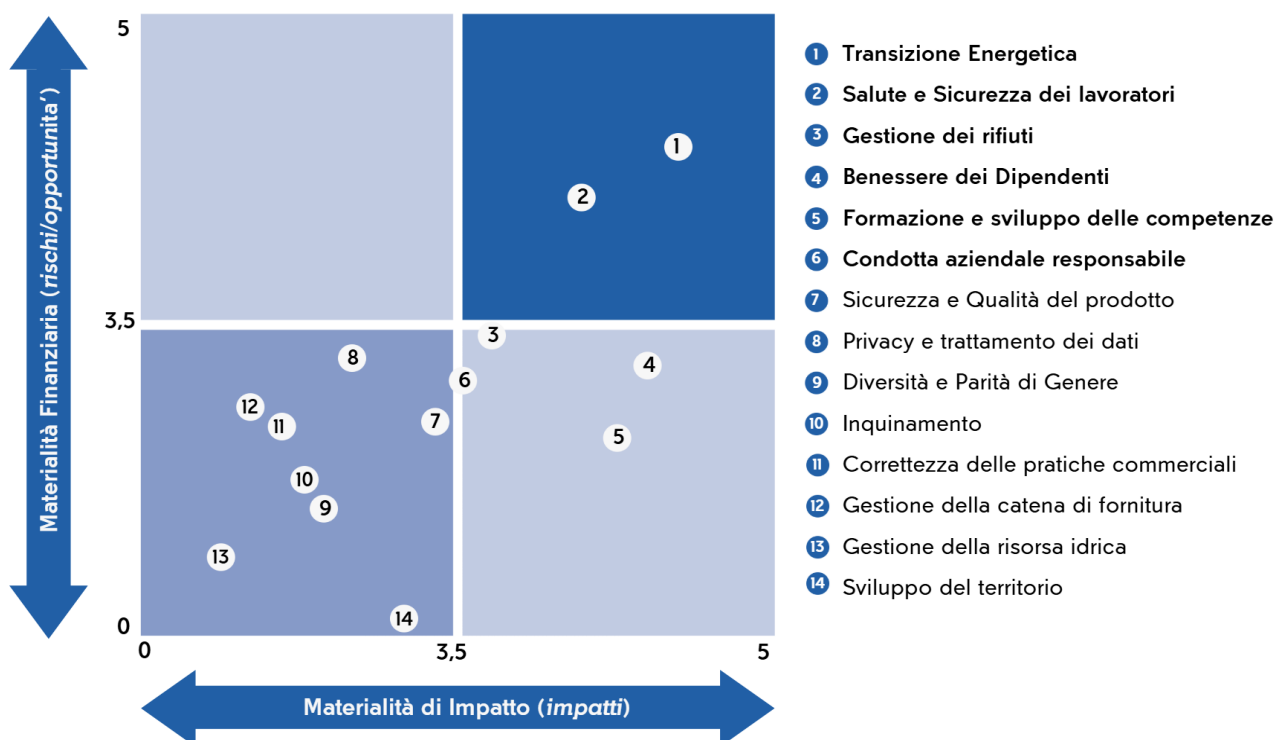 5
3,5
0
0
3,5
5
Materialità Finanziaria (rischi/opportunita')
Materialità di Impatto (impatti)
1
2
3
4
5
6
7
8
9
10
11
12
13
14
1 Transizione Energetica
2 Salute e Sicurezza dei lavoratori
3 Gestione dei rifiuti
4 Benessere dei Dipendenti
5 Formazione e sviluppo delle competenze
6 Condotta aziendale responsabile
7 Sicurezza e Qualità del prodotto
8 Privacy e trattamento dei dati
9 Diversità e Parità di Genere
10 Inquinamento
11 Correttezza delle pratiche commerciali
12 Gestione della catena di fornitura
13 Gestione della risorsa idrica
14 Sviluppo del territorio